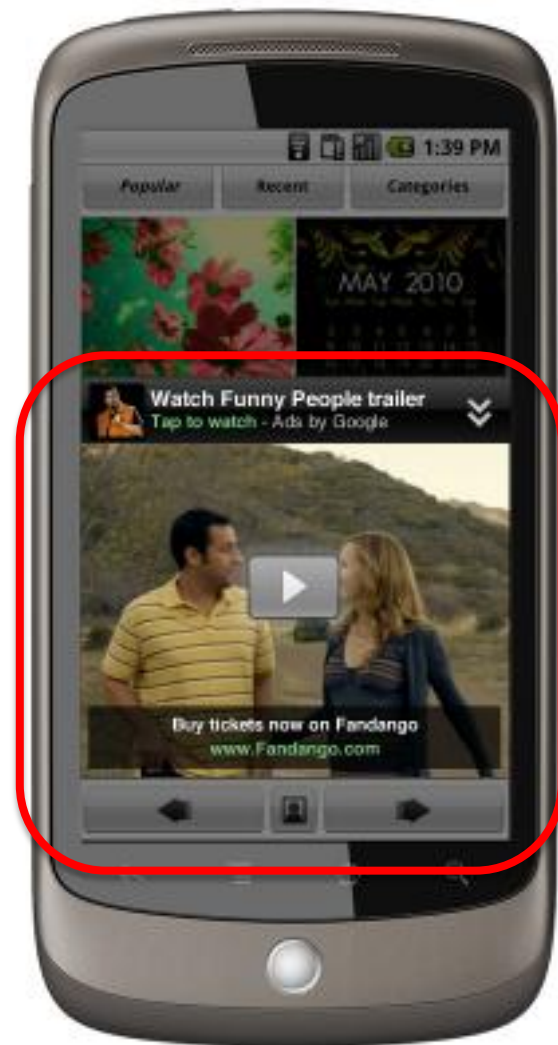 1:39 PM
Popular Recent Categories
MAY 2010
Watch Funny People trailer
Tap to watch - Ads by Google
Buy tickets now on Fandango
www.Fandango.com